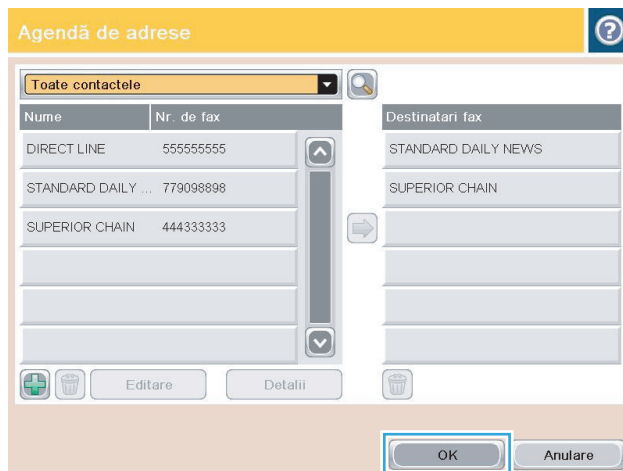 Agendă de adrese
?
Toate contactele
Nume Nr. de fax Destinatari fax
DIRECT LINE 555555555 STANDARD DAILY NEWS
STANDARD DAILY ... 779098898 SUPERIOR CHAIN
SUPERIOR CHAIN 444333333
Editare Detalii
OK Anulare